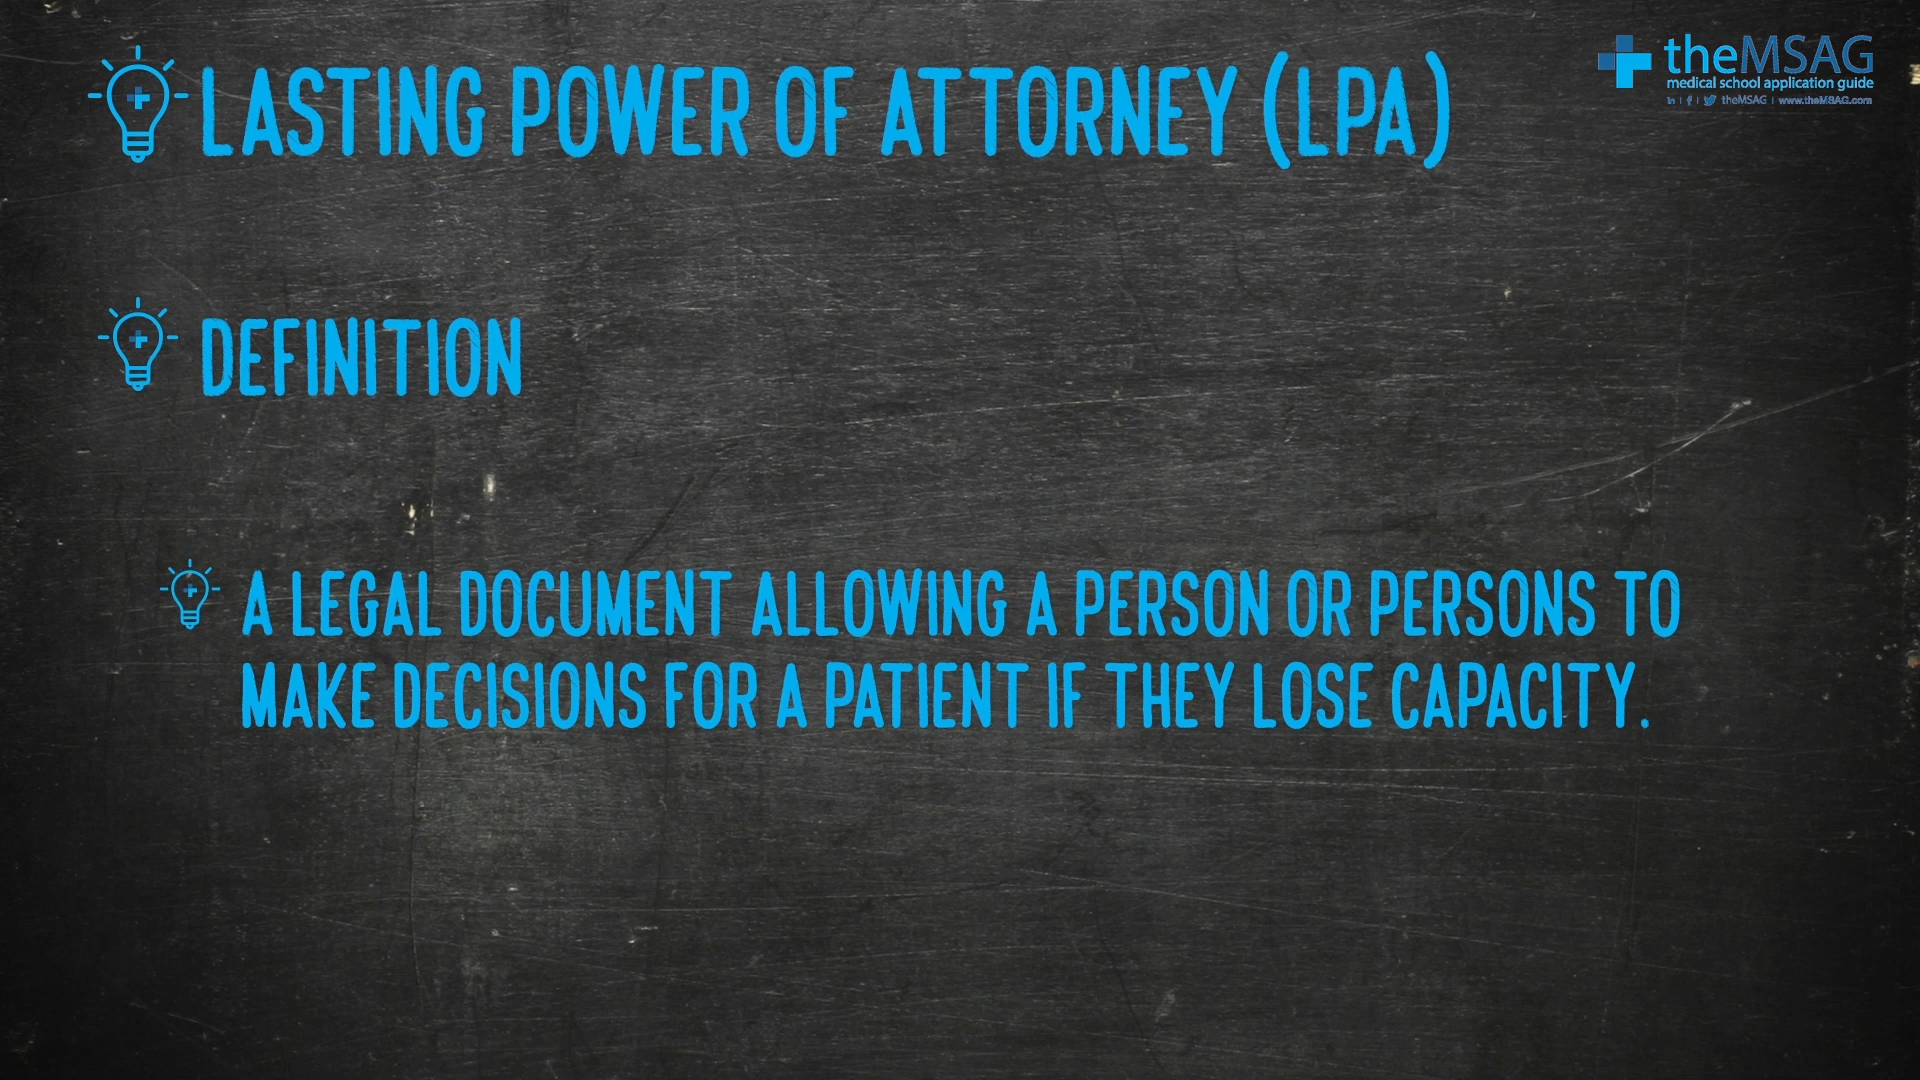 LASTING POWER OF ATTORNEY (LPA)
theMSAG
medical school application guide
in | f | theMSAG | www.theMSAG.com
DEFINITION
A LEGAL DOCUMENT ALLOWING A PERSON OR PERSONS TO
MAKE DECISIONS FOR A PATIENT IF THEY LOSE CAPACITY.